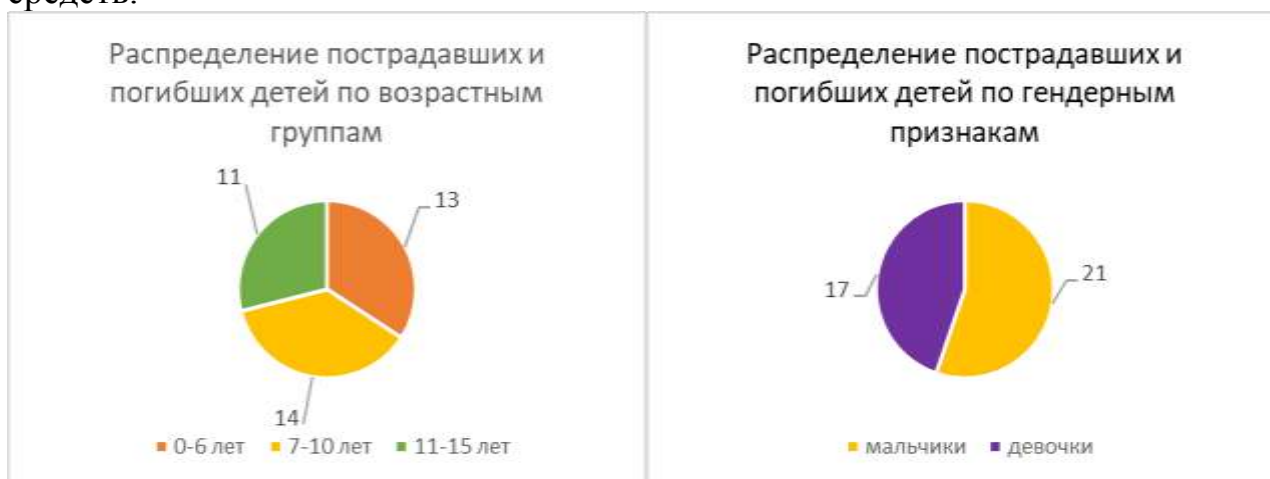 средств.
Распределение пострадавших и
погибших детей по возрастным
группам
11
13
14
0-6 лет 7-10 лет 11-15 лет
Распределение пострадавших и
погибших детей по гендерным
признакам
17
21
мальчики девочки